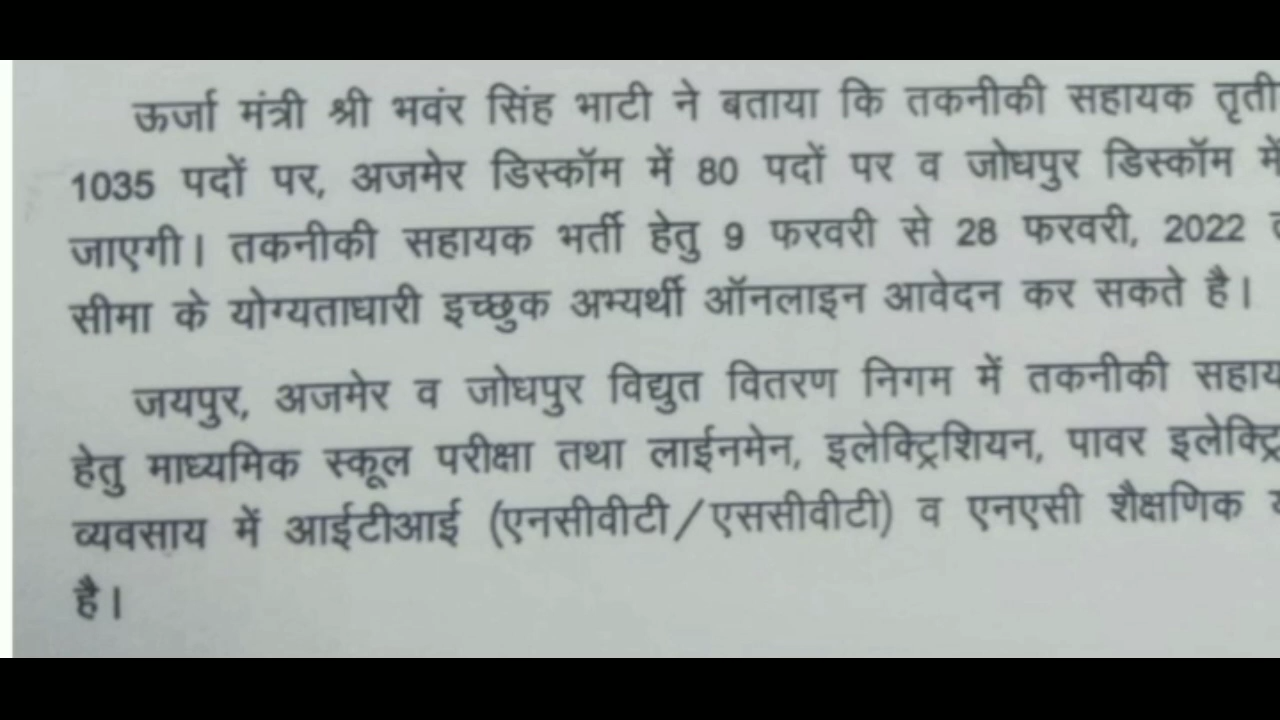 ऊर्जा मंत्री श्री भवंर सिंह भाटी ने बताया कि तकनीकी सहायक
1035 पदों पर, अजमेर डिस्कॉम में 80 पदों पर व जोधपुर डिस्कॉम में
जाएगी। तकनीकी सहायक भर्ती हेतु 9 फरवरी से 28 फरवरी, 2022
सीमा के योग्यताधारी इच्छुक अभ्यर्थी ऑनलाइन आवेदन कर सकते है।
जयपुर, अजमेर व जोधपुर विद्युत वितरण निगम में तकनीकी
हेतु माध्यमिक स्कूल परीक्षा तथा लाईनमेन, इलेक्ट्रिशियन, पावर
व्यवसाय में आईटीआई (एनसीवीटी/एससीवीटी) व एनएसी शैक्षणिक
है।